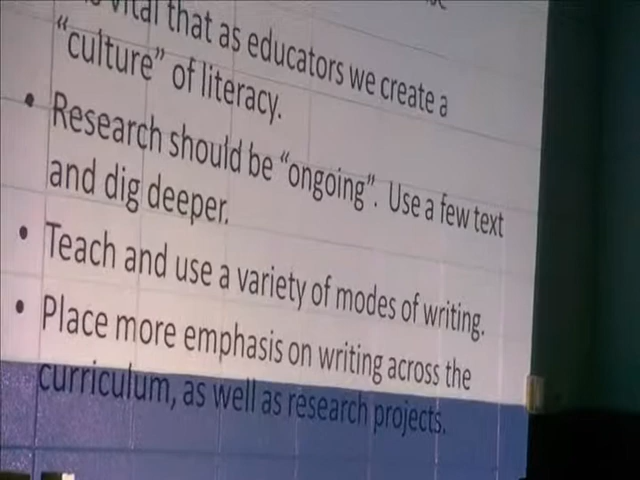 vital that as educators we create a
"culture" of literacy.
• Research should be "ongoing". Use a few text
and dig deeper.
• Teach and use a variety of modes of writing.
• Place more emphasis on writing across the
curriculum, as well as research projects.